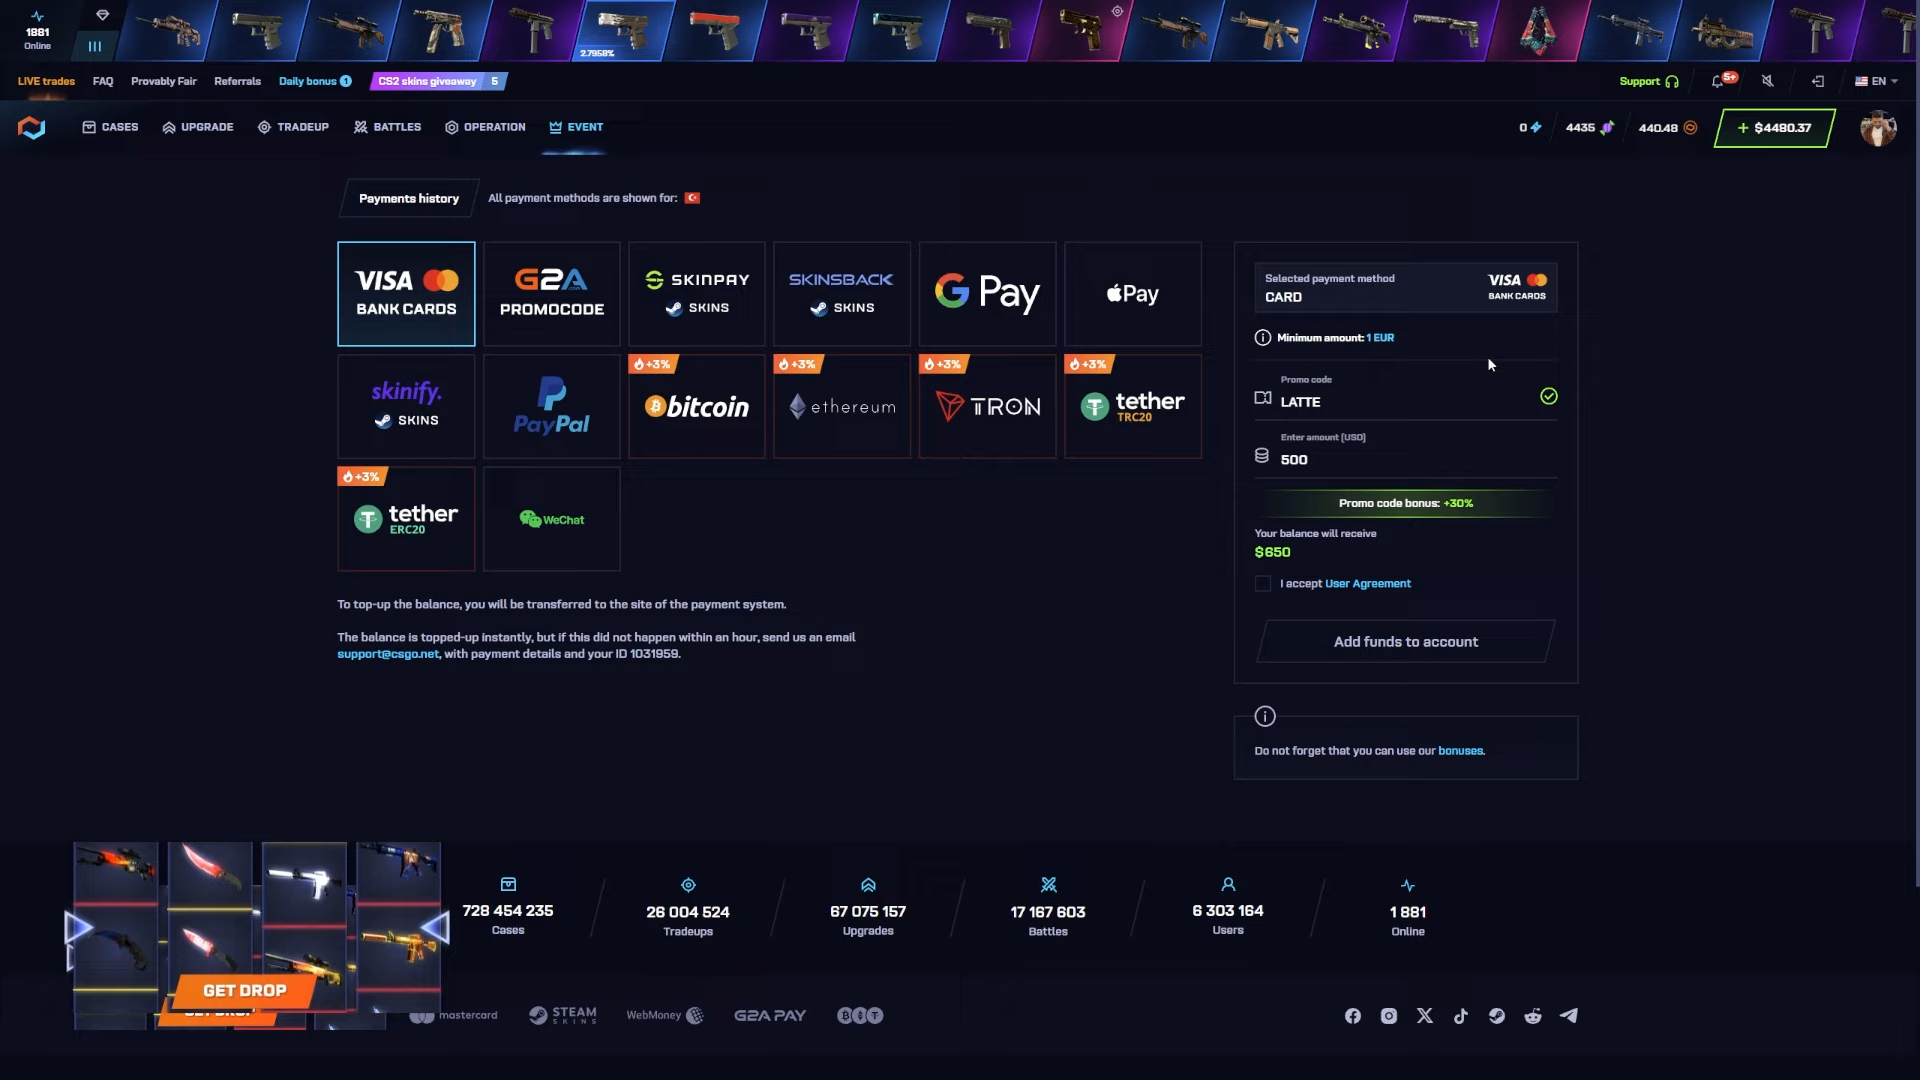 1881
Online
2.7958%
LIVE trades
FAQ
Provably Fair
Referrals
Daily bonus 1
CS2 skins giveaway 5
Support
5+
EN
CASES
UPGRADE
TRADEUP
BATTLES
OPERATION
EVENT
0
4435
440.48
+ $4480.37
Payments history
All payment methods are shown for:
VISA
BANK CARDS
G2A.COM
PROMOCODE
SKINPAY
SKINS
SKINSBACK
SKINS
G Pay
Pay
skinify.
SKINS
PayPal
+3%
bitcoin
+3%
ethereum
+3%
TRON
+3%
tether
TRC20
+3%
tether
ERC20
WeChat
To top-up the balance, you will be transferred to the site of the payment system.
The balance is topped-up instantly, but if this did not happen within an hour, send us an email
support@csgo.net, with payment details and your ID 1031959.
Selected payment method
CARD
VISA
BANK CARDS
Minimum amount: 1 EUR
Promo code
LATTE
Enter amount (USD)
500
Promo code bonus: +30%
Your balance will receive
$650
I accept User Agreement
Add funds to account
Do not forget that you can use our bonuses.
728 454 235
Cases
26 004 524
Tradeups
67 075 157
Upgrades
17 167 603
Battles
6 303 164
Users
1 881
Online
GET DROP
mastercard
STEAM
SKINS
WebMoney
G2A PAY